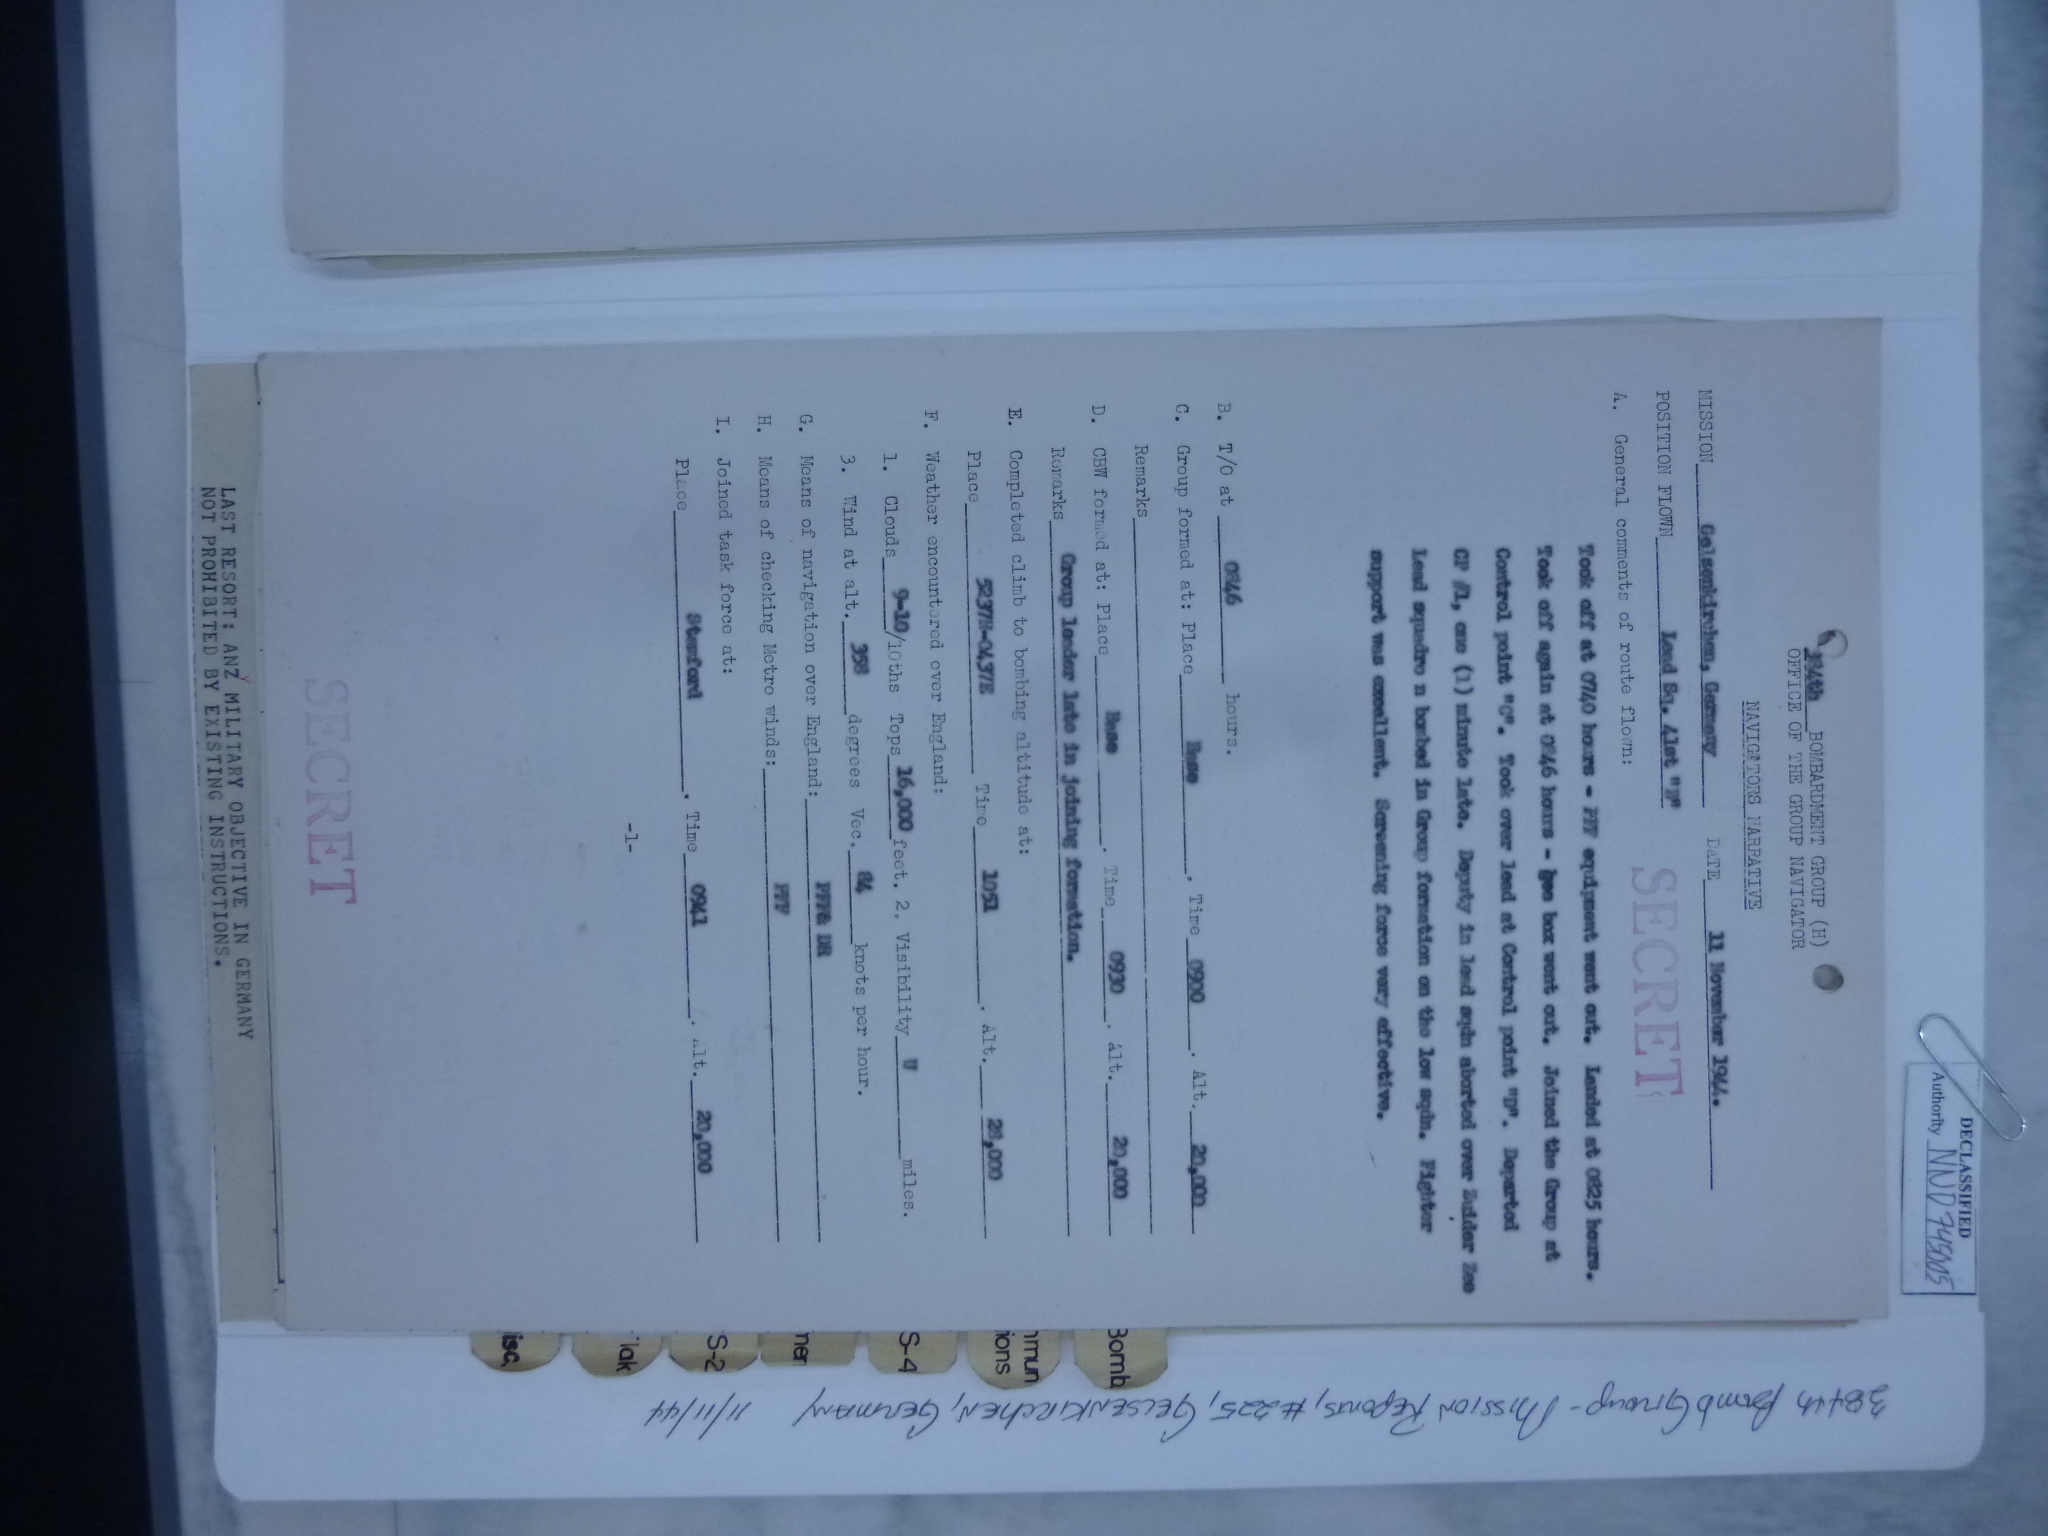 DECLASSIFIED
Authority NND 745005
384th BOMBARDMENT GROUP (H)
OFFICE OF THE GROUP NAVIGATOR
NAVIGATORS NARRATIVE
MISSION Gelsenkirchen, Germany DATE 11 November 1944.
SECRET
POSITION FLOWN Lead Sq. 41st "B"
A. General comments of route flown:
Took off at 0740 hours - PFF equipment went out. Landed at 0825 hours.
Took off again at 0846 hours - gee box went out. Joined the Group at
Control point "C". Took over lead at Control point "D". Departed
CP #1, one (1) minute late. Deputy in lead sqdn aborted over Zuider Zee
Lead squadro n bombed in Group formation on the low sqdn. Fighter
support was excellent. Screening force very effective.
B. T/O at 0846 hours.
C. Group formed at: Place Base. Time 0900. Alt. 20,000
Remarks
D. CBW formed at: Place Base. Time 0930. Alt. 20,000
Remarks Group leader late in joining formation.
E. Completed climb to bombing altitude at:
Place 5237N-0437E Time 1051. Alt. 28,000
F. Weather encountered over England:
1. Clouds 9-10/10ths Tops 16,000 feet. 2. Visibility U miles.
3. Wind at alt. 358 degrees Vec. 84 knots per hour.
G. Means of navigation over England: PFF& DR
H. Means of checking Metro winds: PFF
I. Joined task force at:
Place Stamford. Time 0941. Alt. 20,000
-1-
SECRET
LAST RESORT: ANZ MILITARY OBJECTIVE IN GERMANY
NOT PROHIBITED BY EXISTING INSTRUCTIONS.
Bomb
mmun
ions
S-4
ner
S-2
lak
isc.
384th Bomb Group - Mission Reports, #225, GELSENKIRCHEN, GERMANY 11/11/44